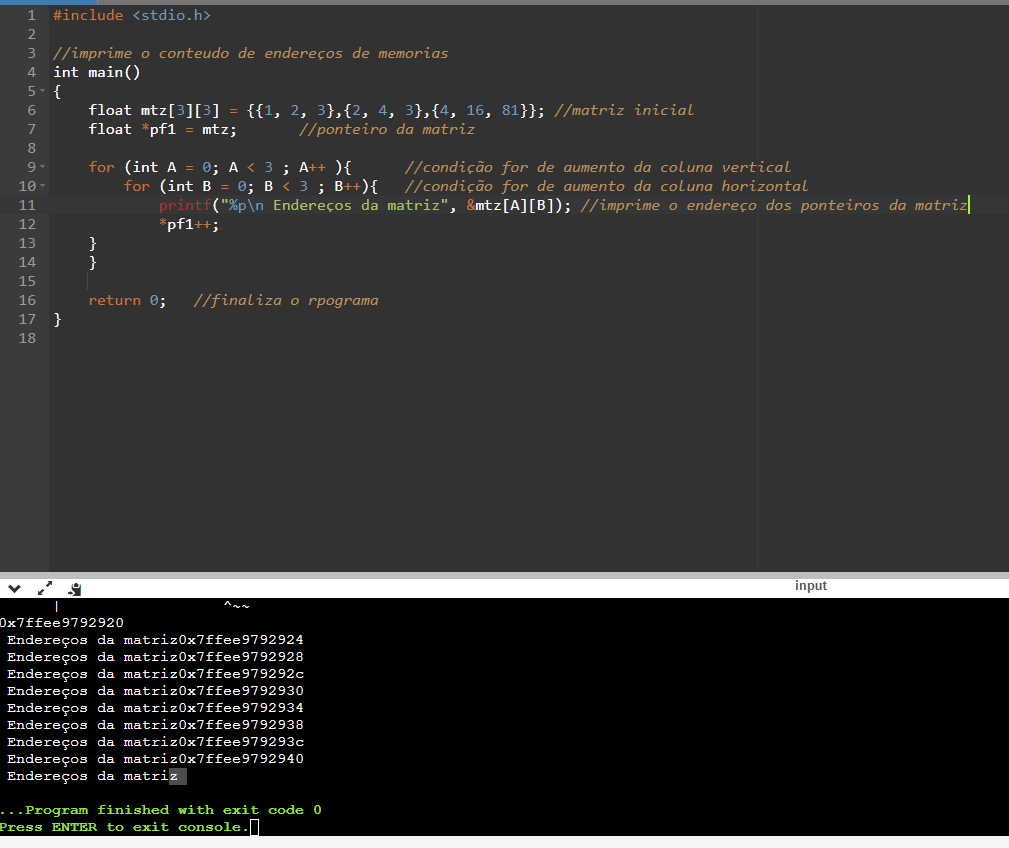 1 #include <stdio.h>
2
3 //imprime o conteudo de endereços de memorias
4 int main()
5 {
6     float mtz[3][3] = {{1, 2, 3},{2, 4, 3},{4, 16, 81}}; //matriz inicial
7     float *pf1 = mtz;       //ponteiro da matriz
8
9     for (int A = 0; A < 3 ; A++ ){      //condição for de aumento da coluna vertical
10         for (int B = 0; B < 3 ; B++){   //condição for de aumento da coluna horizontal
11             printf("%p\n Endereços da matriz", &mtz[A][B]); //imprime o endereço dos ponteiros da matriz
12             *pf1++;
13     }
14     }
15
16     return 0;   //finaliza o rpograma
17 }
18
input
|                    ^~~
0x7ffee9792920
 Endereços da matriz0x7ffee9792924
 Endereços da matriz0x7ffee9792928
 Endereços da matriz0x7ffee979292c
 Endereços da matriz0x7ffee9792930
 Endereços da matriz0x7ffee9792934
 Endereços da matriz0x7ffee9792938
 Endereços da matriz0x7ffee979293c
 Endereços da matriz0x7ffee9792940
 Endereços da matriz
...Program finished with exit code 0
Press ENTER to exit console.